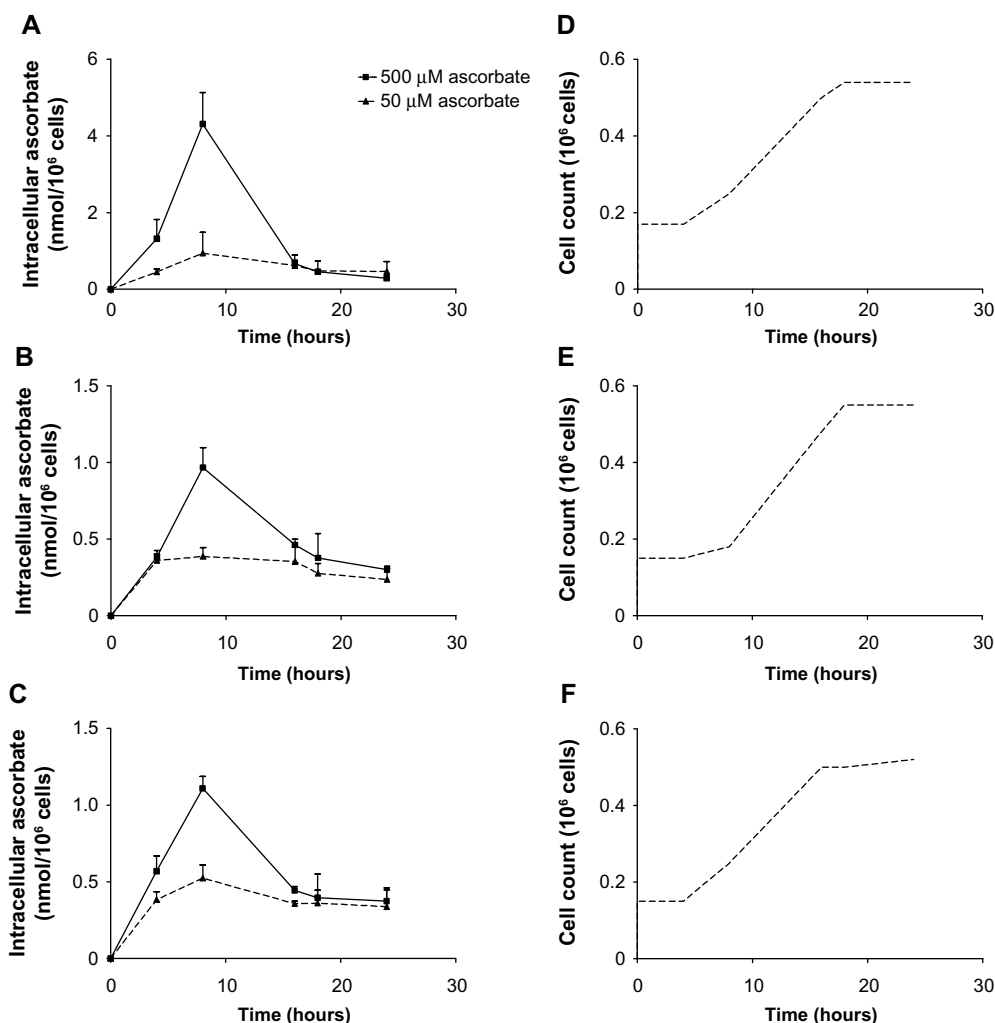 A
Intracellular ascorbate
(nmol/10⁶ cells)
6
4
2
0
0 10 20 30
Time (hours)
500 μM ascorbate
50 μM ascorbate
D
Cell count (10⁶ cells)
0.6
0.4
0.2
0
0 10 20 30
Time (hours)
B
Intracellular ascorbate
(nmol/10⁶ cells)
1.5
1.0
0.5
0
0 10 20 30
Time (hours)
E
Cell count (10⁶ cells)
0.6
0.4
0.2
0
0 10 20 30
Time (hours)
C
Intracellular ascorbate
(nmol/10⁶ cells)
1.5
1.0
0.5
0
0 10 20 30
Time (hours)
F
Cell count (10⁶ cells)
0.6
0.4
0.2
0
0 10 20 30
Time (hours)